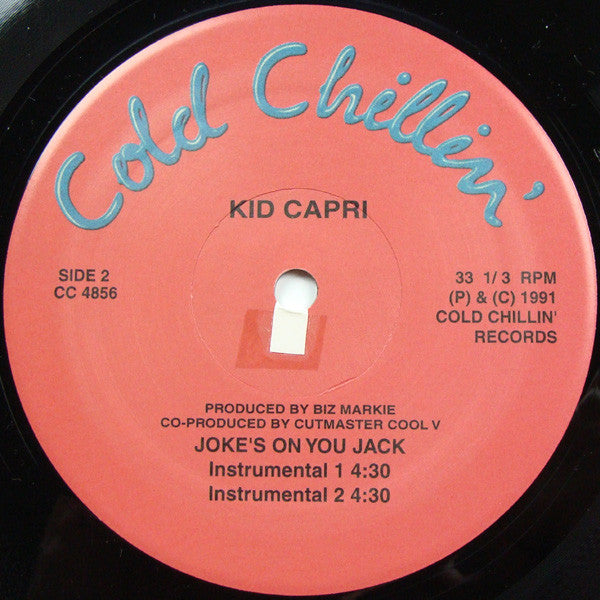 Cold Chillin'
KID CAPRI
SIDE 2
CC 4856
33 1/3 RPM
(P) & (C) 1991
COLD CHILLIN'
RECORDS
PRODUCED BY BIZ MARKIE
CO-PRODUCED BY CUTMASTER COOL V
JOKE'S ON YOU JACK
Instrumental 1 4:30
Instrumental 2 4:30